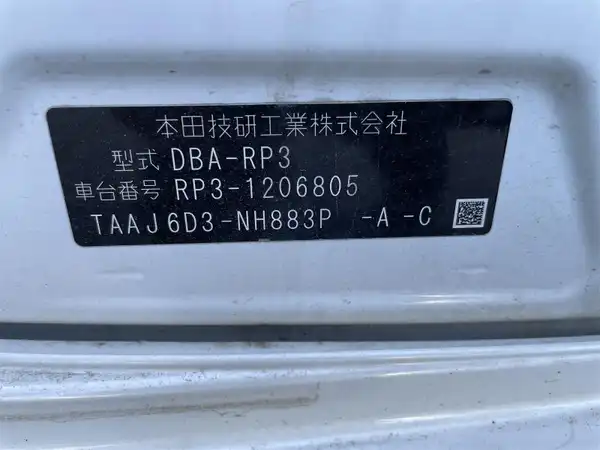 本田技研工業株式会社
型式 DBA-RP3
車台番号 RP3-1206805
TAAJ6D3-NH883P -A -C